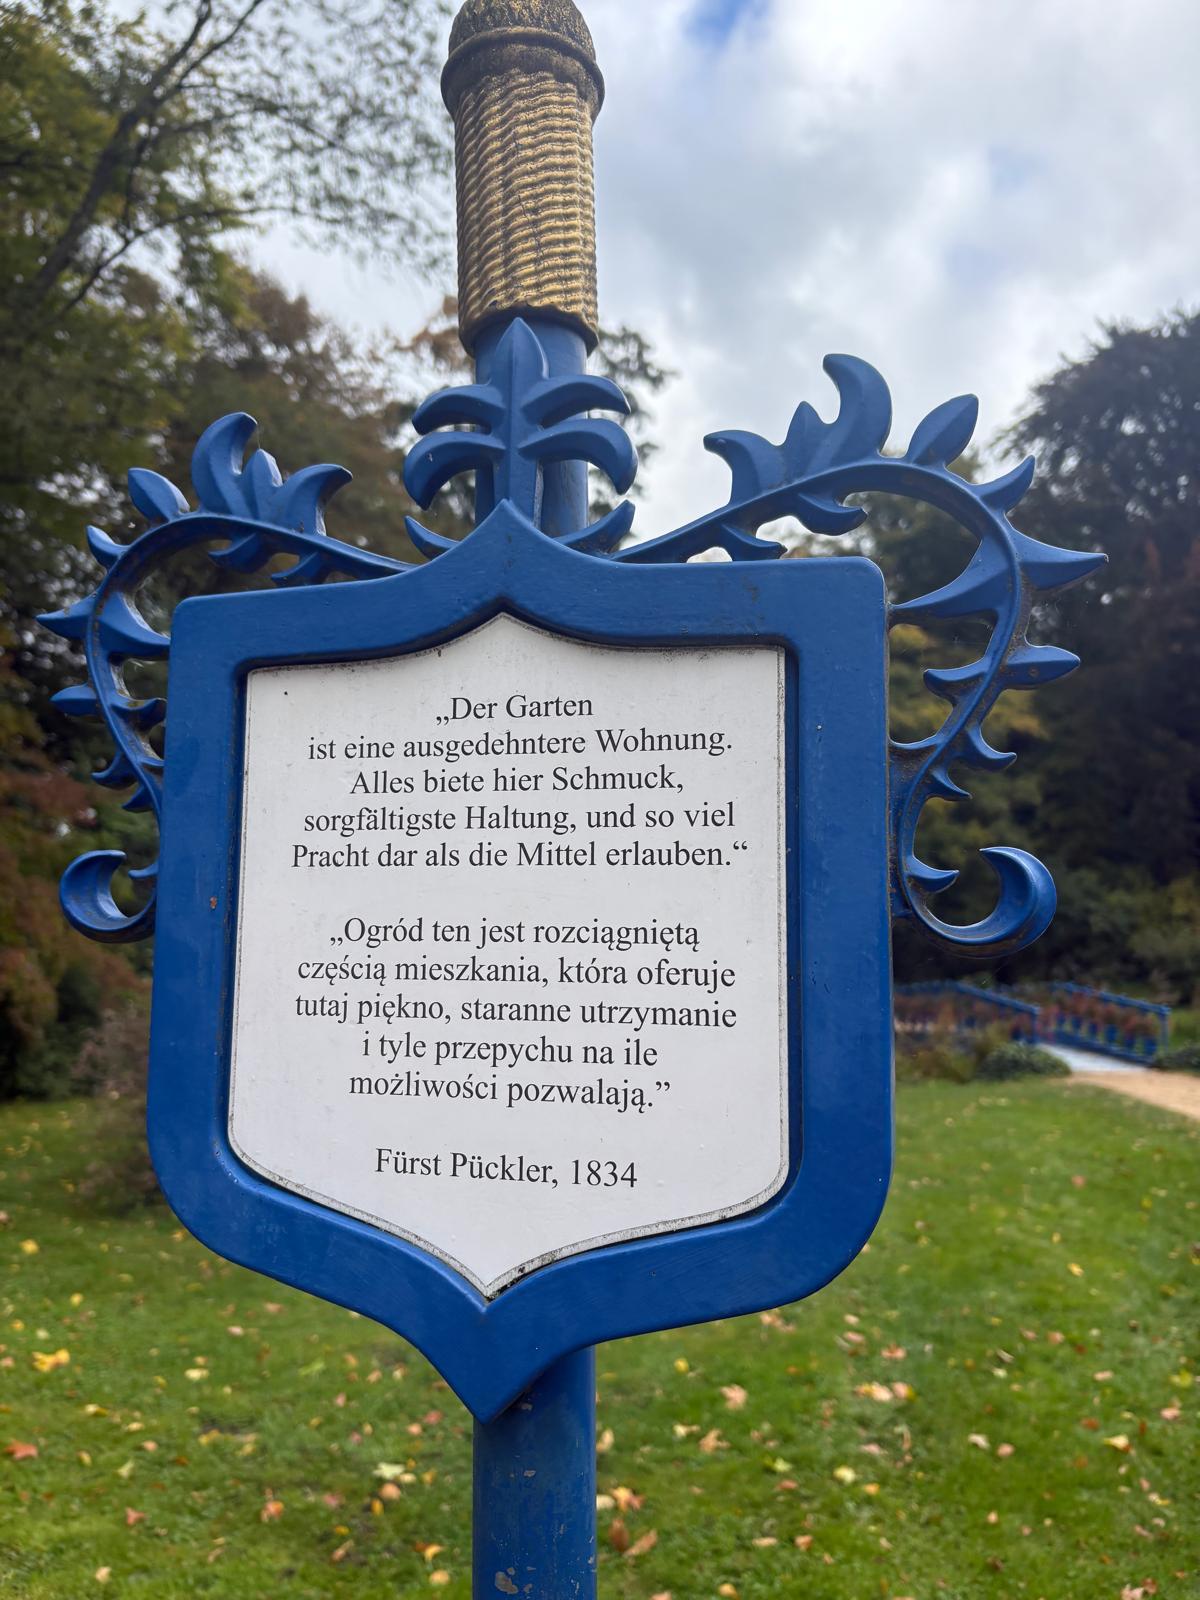 „Der Garten
ist eine ausgedehntere Wohnung.
Alles biete hier Schmuck,
sorgfältigste Haltung, und so viel
Pracht dar als die Mittel erlauben.“
„Ogród ten jest rozciągniętą
częścią mieszkania, która oferuje
tutaj piękno, staranne utrzymanie
i tyle przepychu na ile
możliwości pozwalają.”
Fürst Pückler, 1834